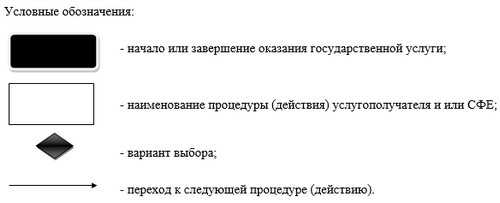 Условные обозначения:
- начало или завершение оказания государственной услуги;
- наименование процедуры (действия) услугополучателя и или СФЕ;
- вариант выбора;
- переход к следующей процедуре (действию).